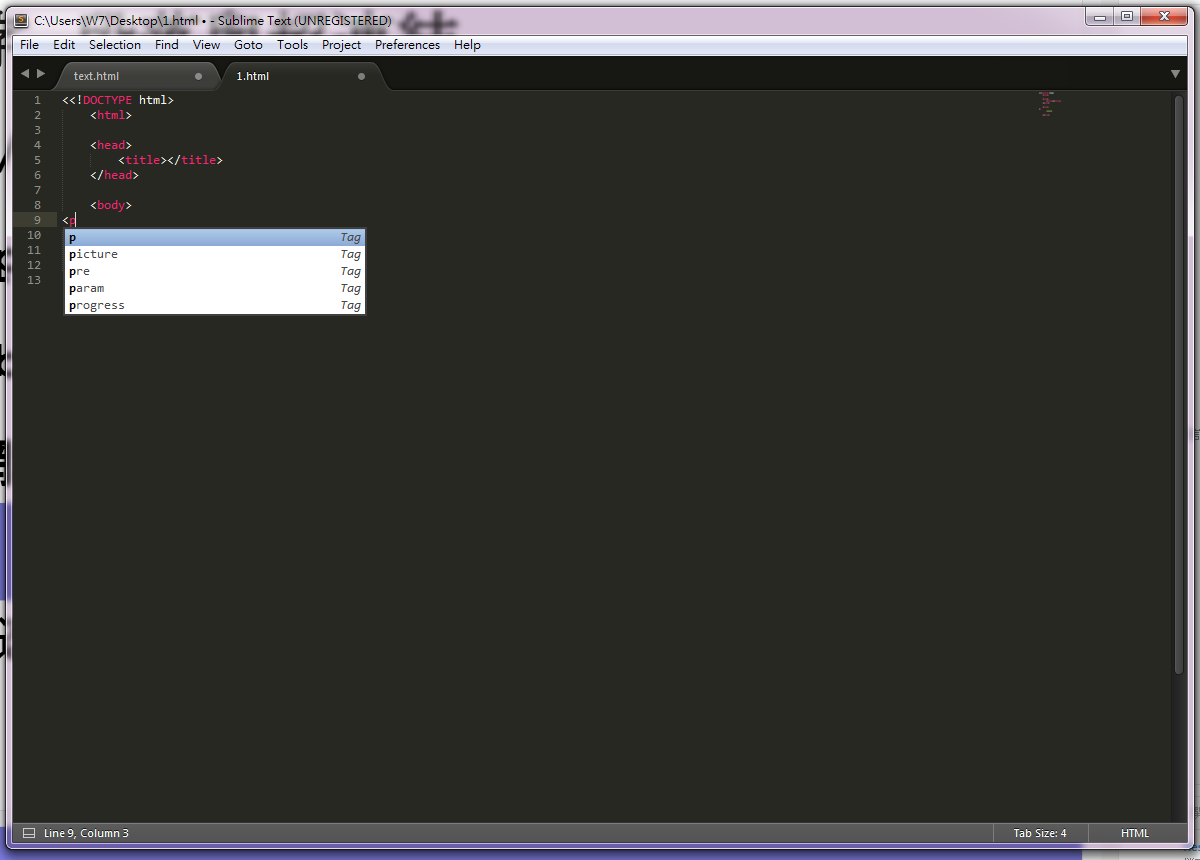 C:\Users\W7\Desktop\1.html • - Sublime Text (UNREGISTERED)
File Edit Selection Find View Goto Tools Project Preferences Help
text.html 1.html
1 <<!DOCTYPE html>
2 <html>
3
4 <head>
5 <title></title>
6 </head>
7
8 <body>
9 <p
10 p Tag
11 picture Tag
12 pre Tag
13 param Tag
progress Tag
Line 9, Column 3 Tab Size: 4 HTML